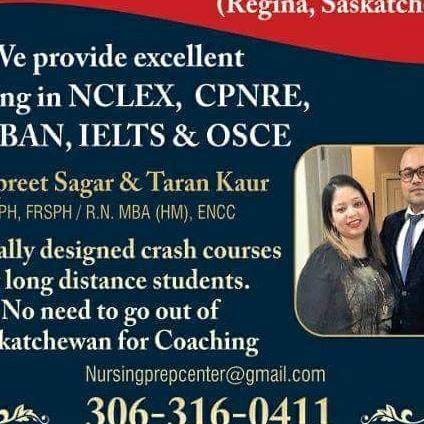 (Regina, Saskatche
We provide excellent
ng in NCLEX, CPNRE,
BAN, IELTS & OSCE
preet Sagar & Taran Kaur
PH, FRSPH / R.N. MBA (HM), ENCC
ally designed crash courses
long distance students.
No need to go out of
katchewan for Coaching
Nursingprepcenter@gmail.com
306-316-0411